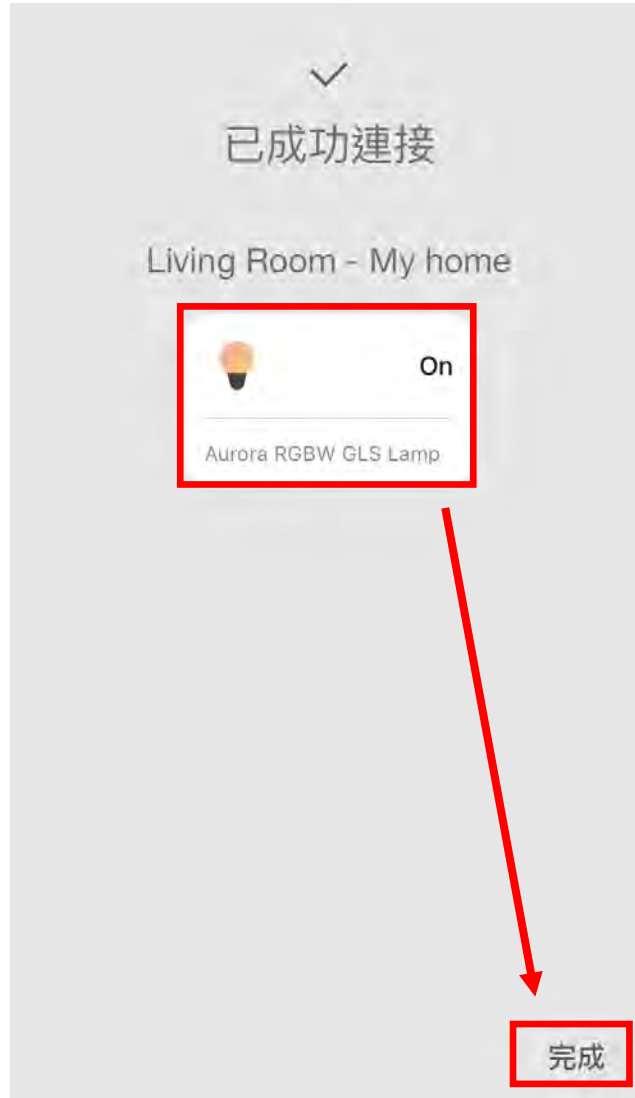 已成功連接
Living Room - My home
On
Aurora RGBW GLS Lamp
完成